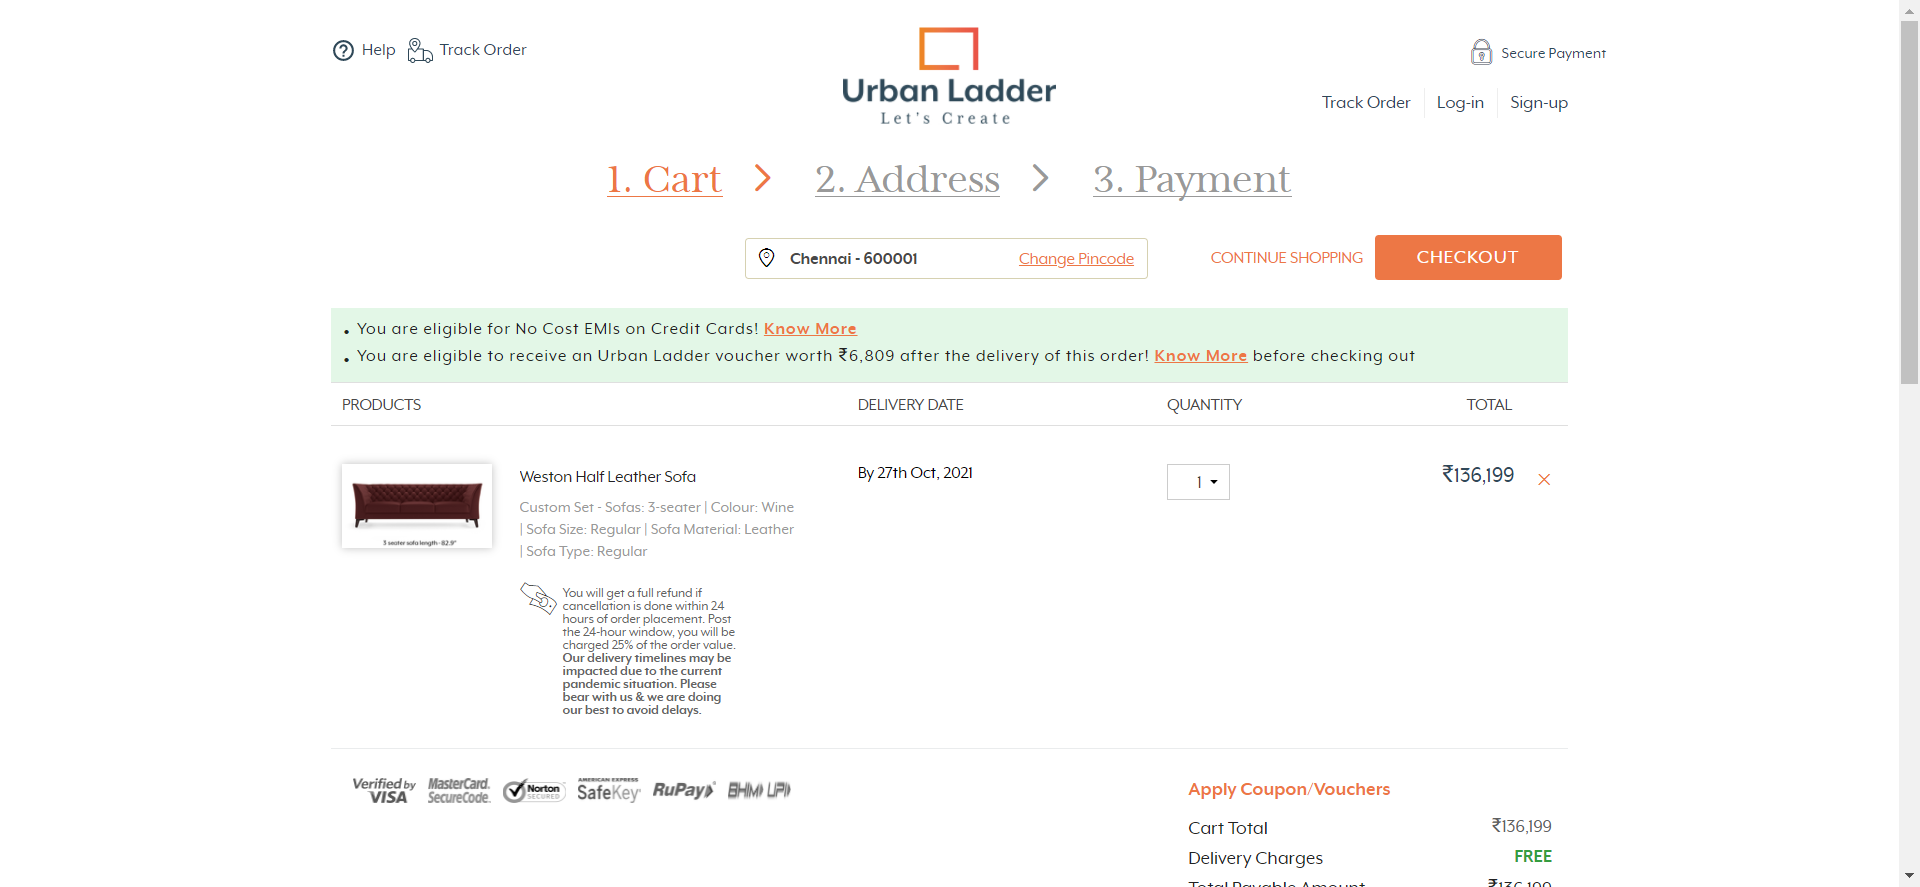 Help Track Order
Urban Ladder
Let's Create
Secure Payment
Track Order Log-in Sign-up
1. Cart 2. Address 3. Payment
Chennai - 600001 Change Pincode CONTINUE SHOPPING CHECKOUT
• You are eligible for No Cost EMIs on Credit Cards! Know More
• You are eligible to receive an Urban Ladder voucher worth ₹6,809 after the delivery of this order! Know More before checking out
PRODUCTS DELIVERY DATE QUANTITY TOTAL
3 seater sofa length - 82.9"
Weston Half Leather Sofa By 27th Oct, 2021 1 ₹136,199
Custom Set - Sofas: 3-seater | Colour: Wine
| Sofa Size: Regular | Sofa Material: Leather
| Sofa Type: Regular
You will get a full refund if
cancellation is done within 24
hours of order placement. Post
the 24-hour window, you will be
charged 25% of the order value.
Our delivery timelines may be
impacted due to the current
pandemic situation. Please
bear with us & we are doing
our best to avoid delays.
Verified by
VISA
MasterCard.
SecureCode.
Norton
SECURED
AMERICAN EXPRESS
SafeKey
RuPay
BHIM UPI
Apply Coupon/Vouchers
Cart Total ₹136,199
Delivery Charges FREE
Total Payable Amount ₹136,199